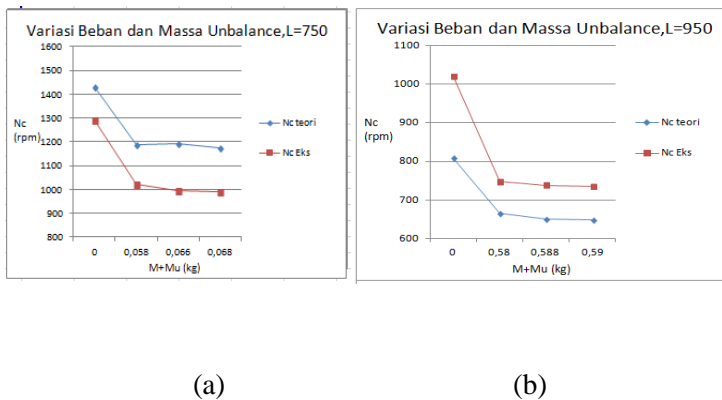 Variasi Beban dan Massa Unbalance,L=750
1600
1500
1400
1300
1200
1100
1000
900
800
Nc
(rpm)
0
0,058
0,066
0,068
M+Mu (kg)
Nc teori
Nc Eks
Variasi Beban dan Massa Unbalance,L=950
1100
1000
900
800
700
600
Nc
(rpm)
0
0,58
0,588
0,59
M+Mu (kg)
Nc teori
Nc Eks
(a)
(b)